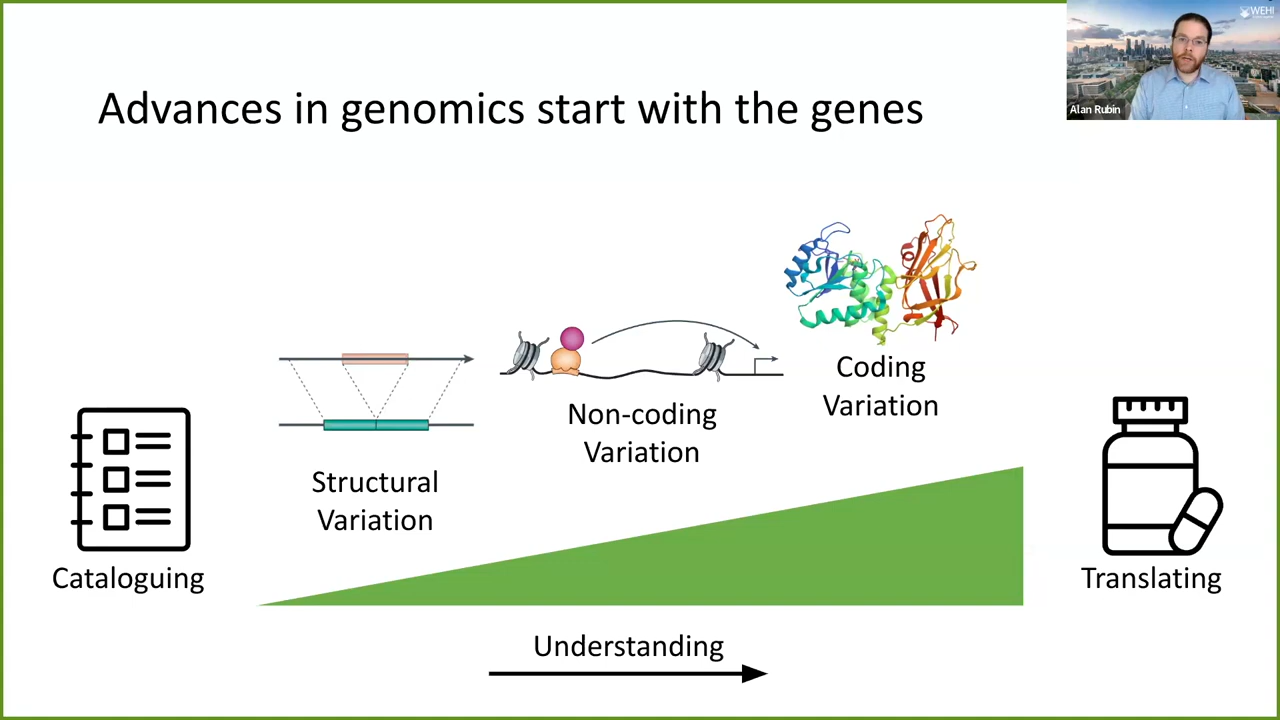 Advances in genomics start with the genes
WEHI
Alan Rubin
Coding
Variation
Non-coding
Variation
Structural
Variation
Cataloguing
Translating
Understanding